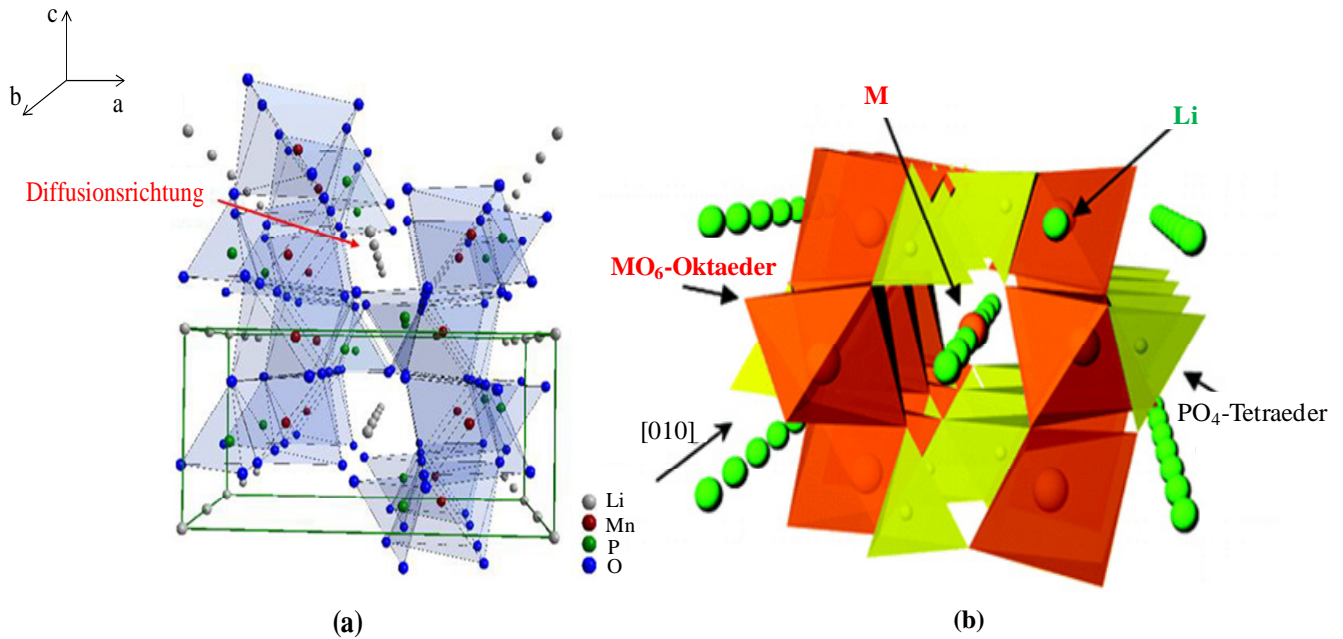 c
b
a
Diffusionsrichtung
Li
Mn
P
O
(a)
M
Li
MO₆-Oktaeder
[010]
PO₄-Tetraeder
(b)